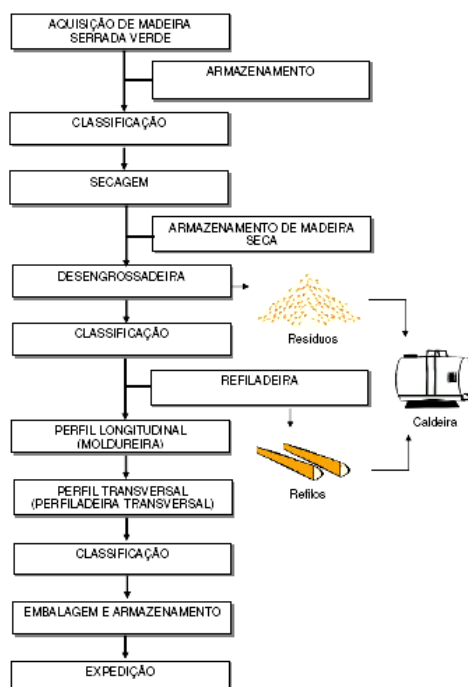 AQUISIÇÃO DE MADEIRA
SERRADA VERDE
ARMAZENAMENTO
CLASSIFICAÇÃO
SECAGEM
ARMAZENAMENTO DE MADEIRA
SECA
DESENGROSSADEIRA
Resíduos
CLASSIFICAÇÃO
REFILADEIRA
Caldeira
PERFIL LONGITUDINAL
(MOLDUREIRA)
Refilos
PERFIL TRANSVERSAL
(PERFILADEIRA TRANSVERSAL)
CLASSIFICAÇÃO
EMBALAGEM E ARMAZENAMENTO
EXPEDIÇÃO